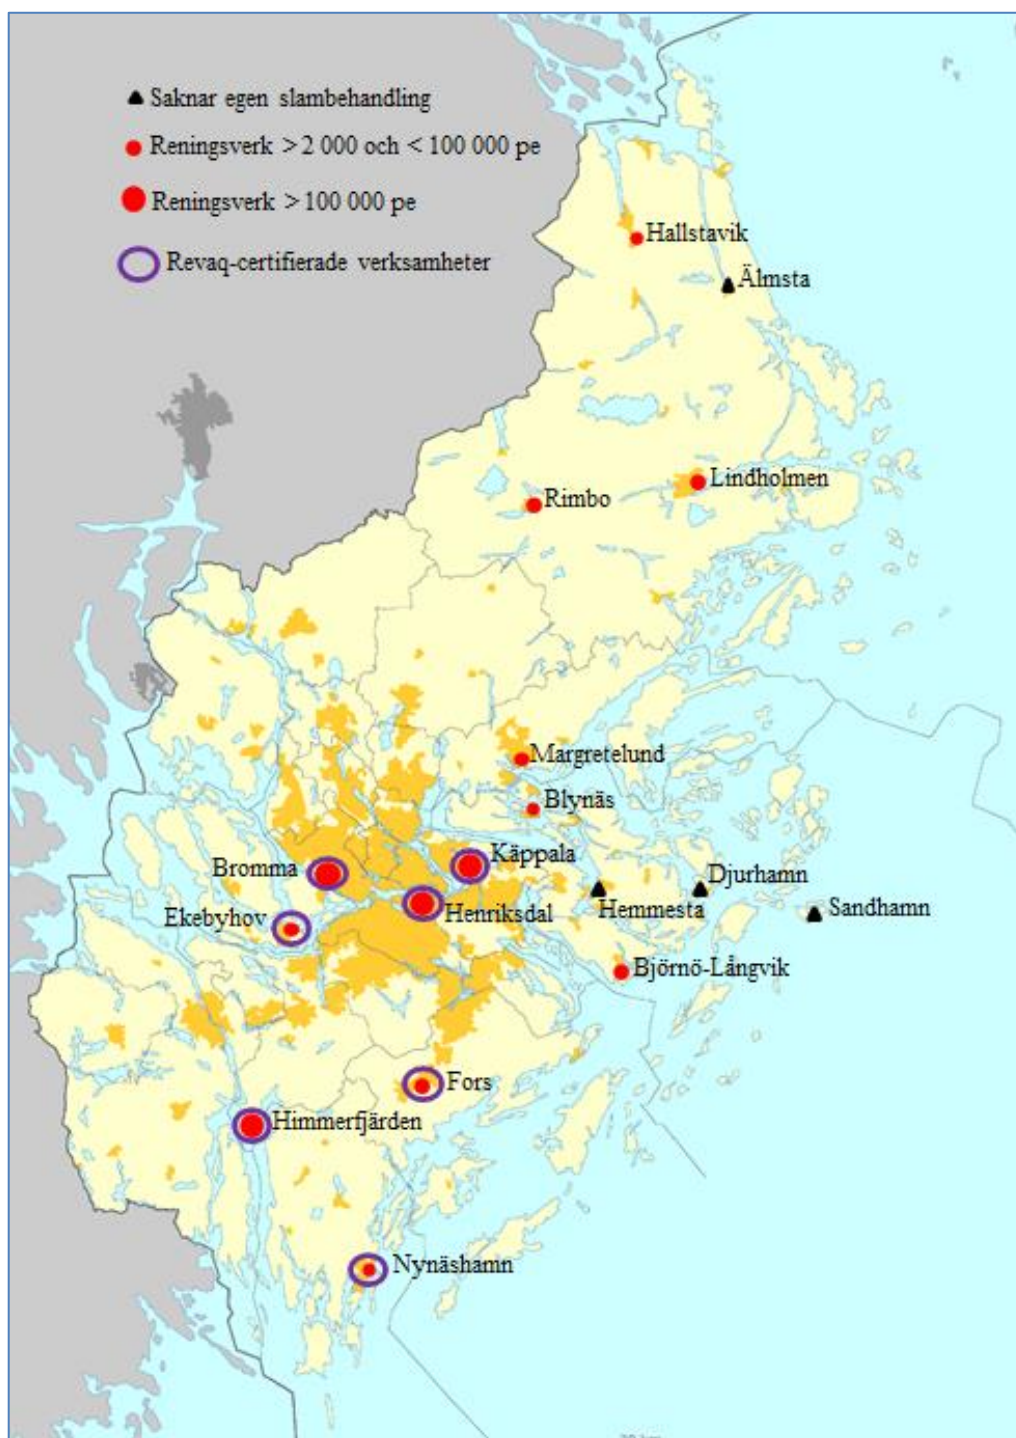 Saknar egen slambehandling
Reningsverk >2 000 och < 100 000 pe
Reningsverk >100 000 pe
Revaq-certifierade verksamheter
Hallstavik
Älmsta
Lindholmen
Rimbo
Margretelund
Blynäs
Käppala
Bromma
Djurhamn
Hemmesta
Sandhamn
Henriksdal
Ekebyhov
Björnö-Långvik
Fors
Himmerfjärden
Nynäshamn